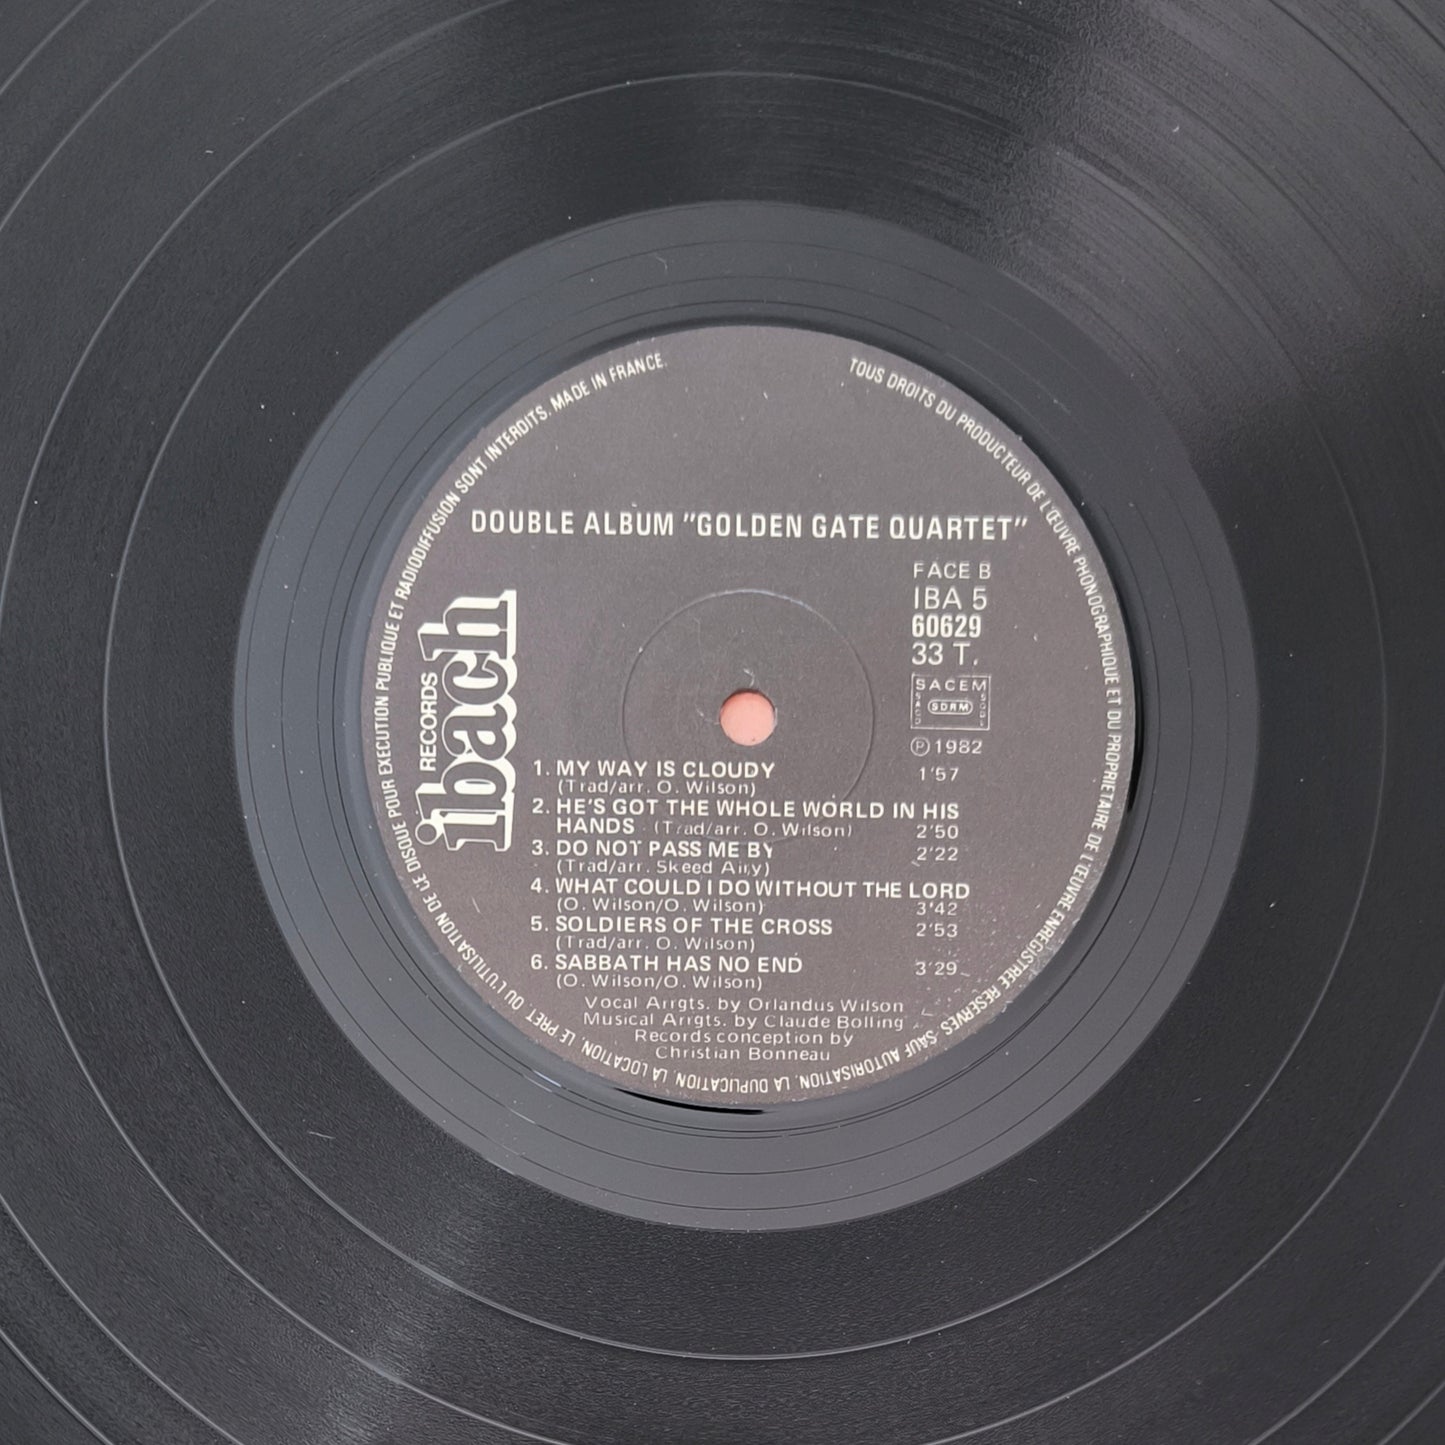 TOUS DROITS DU PRODUCTEUR DE L'ŒUVRE PHONOGRAPHIQUE ET DU PROPRIETAIRE DE L'ŒUVRE ENREGISTREE RESERVES. SAUF AUTORISATION, LA DUPLICATION, LA LOCATION, LE PRET, OU L'UTILISATION DE CE DISQUE POUR EXECUTION PUBLIQUE ET RADIODIFFUSION SONT INTERDITS. MADE IN FRANCE.
DOUBLE ALBUM "GOLDEN GATE QUARTET"
FACE B
IBA 5
60629
33 T.
SACEM
SACD SDRM SGDL
℗ 1982
RECORDS
ibach
1. MY WAY IS CLOUDY 1'57
(Trad/arr. O. Wilson)
2. HE'S GOT THE WHOLE WORLD IN HIS
HANDS (Trad/arr. O. Wilson) 2'50
3. DO NOT PASS ME BY 2'22
(Trad/arr. Skeed Airy)
4. WHAT COULD I DO WITHOUT THE LORD
(O. Wilson/O. Wilson) 3'42
5. SOLDIERS OF THE CROSS 2'53
(Trad/arr. O. Wilson)
6. SABBATH HAS NO END 3'29
(O. Wilson/O. Wilson)
Vocal Arrgts. by Orlandus Wilson
Musical Arrgts. by Claude Bolling
Records conception by
Christian Bonneau